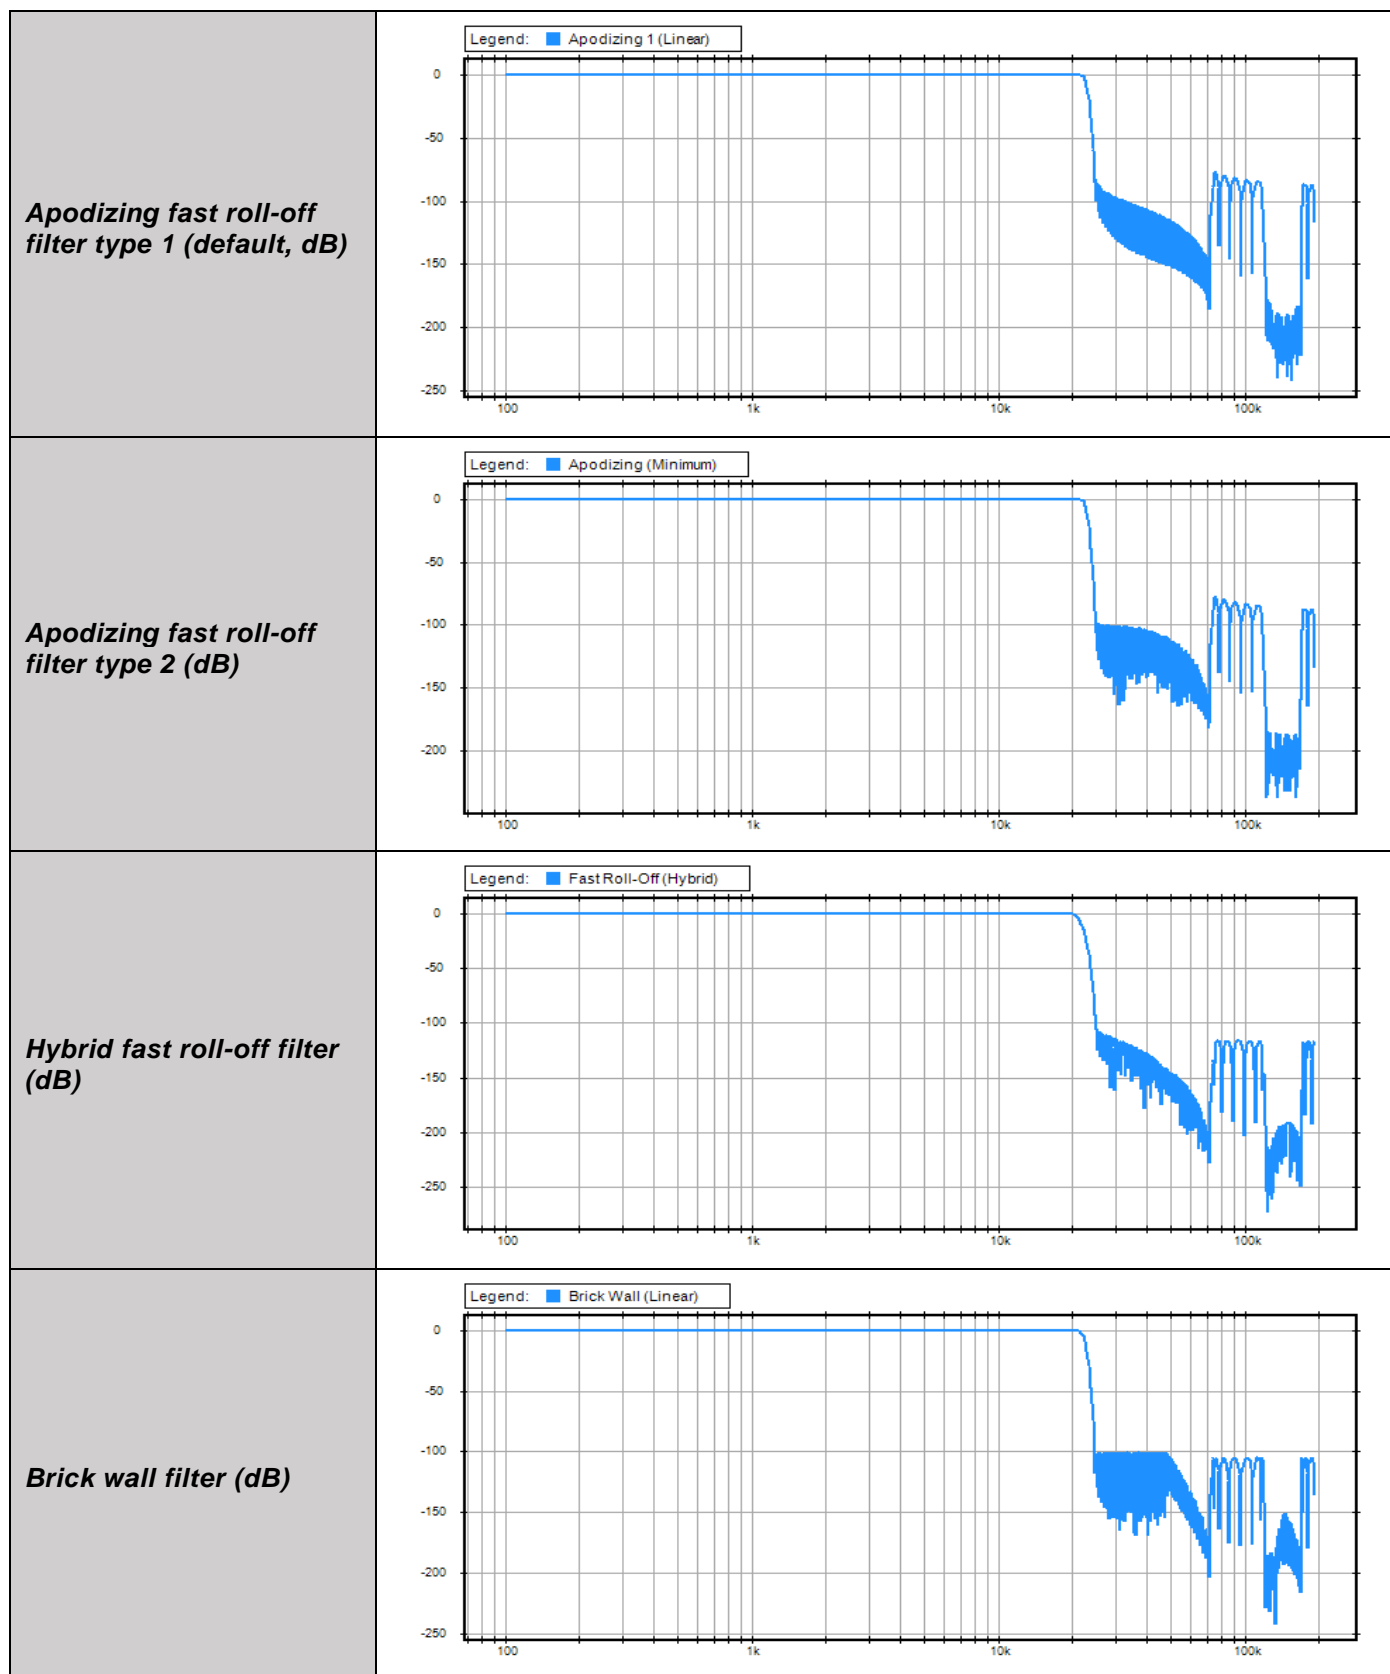 Legend: Apodizing 1 (Linear)
0
-50
-100
-150
-200
-250
100 1k 10k 100k
Apodizing fast roll-off
filter type 1 (default, dB)
Legend: Apodizing (Minimum)
0
-50
-100
-150
-200
100 1k 10k 100k
Apodizing fast roll-off
filter type 2 (dB)
Legend: Fast Roll-Off (Hybrid)
0
-50
-100
-150
-200
-250
100 1k 10k 100k
Hybrid fast roll-off filter
(dB)
Legend: Brick Wall (Linear)
0
-50
-100
-150
-200
-250
100 1k 10k 100k
Brick wall filter (dB)